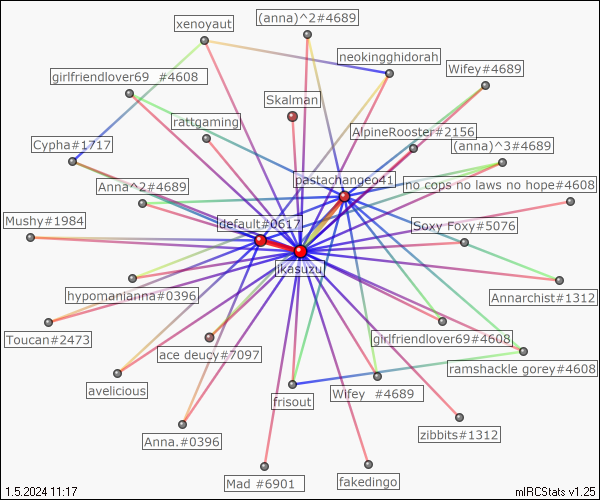 xenoyaut
(anna)^2#4689
neokingghidorah
girlfriendlover69 #4608
Wifey#4689
Skalman
rattgaming
AlpineRooster#2156
Cypha#1717
(anna)^3#4689
pastachangeo41
Anna^2#4689
no cops no laws no hope#4608
Mushy#1984
default#0617
Soxy Foxy#5076
ikasuzu
hypomanianna#0396
Annarchist#1312
Toucan#2473
girlfriendlover69#4608
ace deucy#7097
ramshackle gorey#4608
avelicious
frisout
Wifey #4689
Anna.#0396
zibbits#1312
Mad #6901
fakedingo
1.5.2024 11:17
mIRCStats v1.25